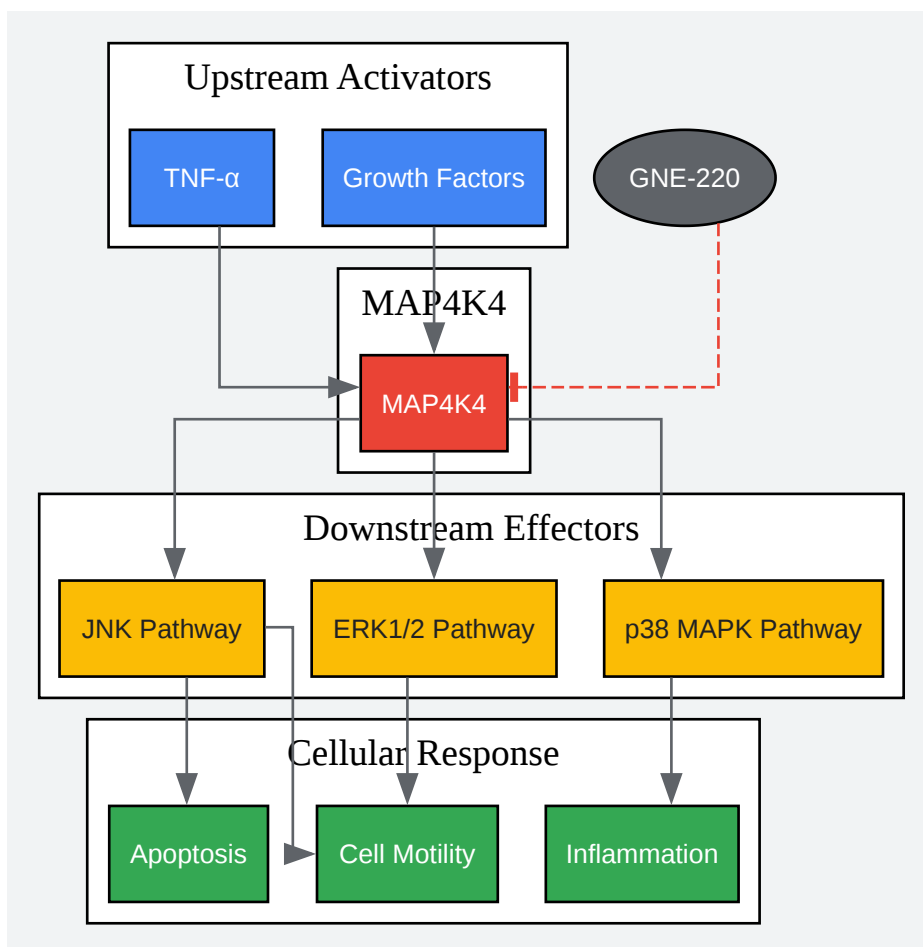 Upstream Activators
TNF-α
Growth Factors
GNE-220
MAP4K4
MAP4K4
Downstream Effectors
JNK Pathway
ERK1/2 Pathway
p38 MAPK Pathway
Cellular Response
Apoptosis
Cell Motility
Inflammation